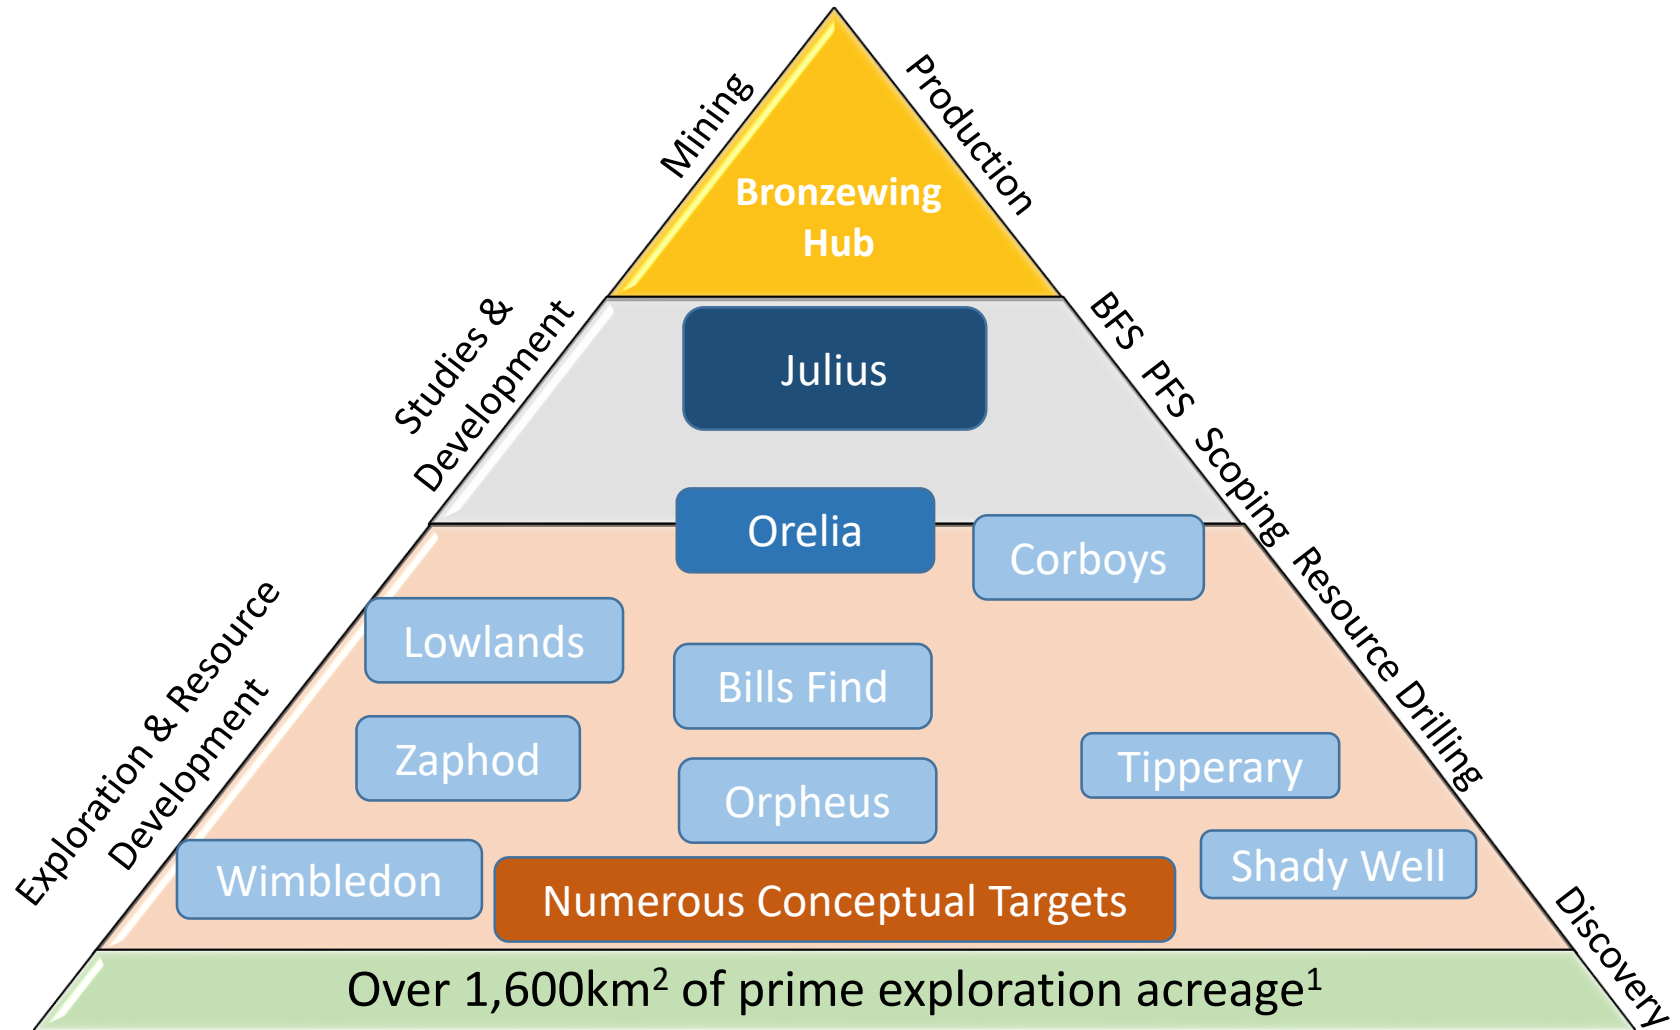 Mining
Production
Bronzewing
Hub
Studies &
Development
BFS PFS Scoping Resource Drilling
Julius
Orelia
Corboys
Exploration & Resource
Development
Lowlands
Bills Find
Zaphod
Tipperary
Orpheus
Wimbledon
Shady Well
Numerous Conceptual Targets
Discovery
Over 1,600km² of prime exploration acreage¹